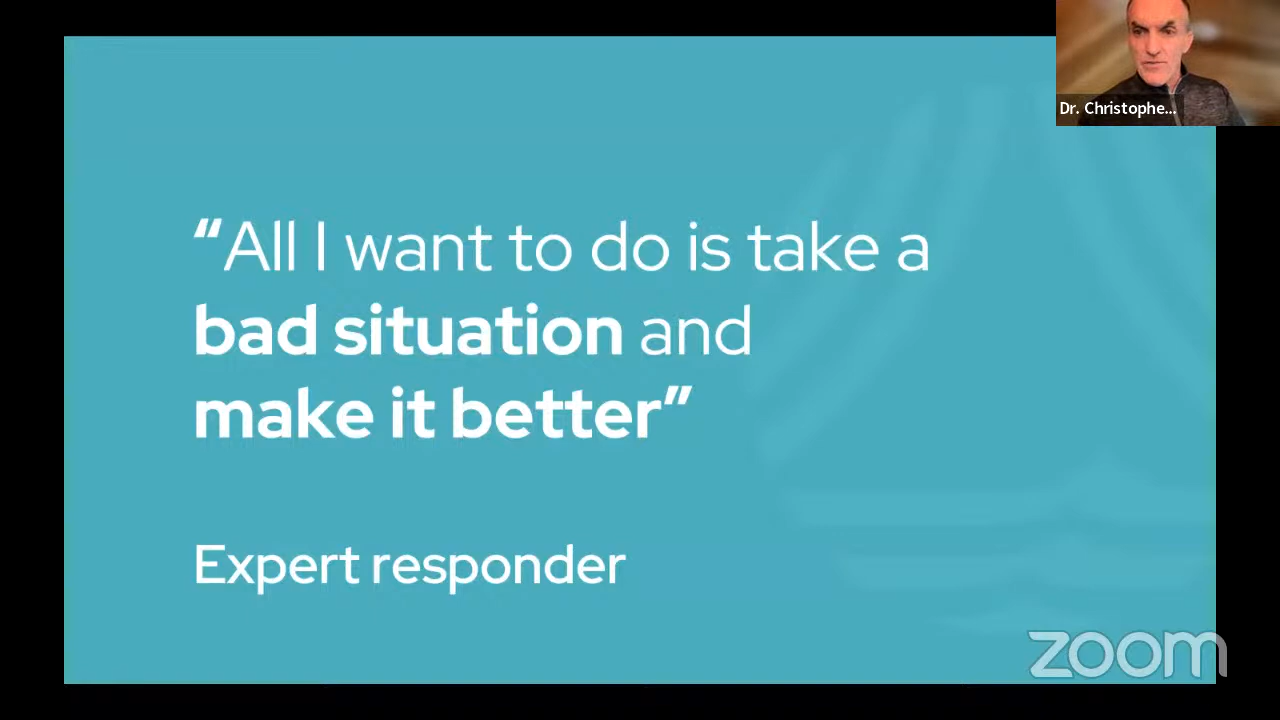 Dr. Christophe...
“All I want to do is take a
bad situation and
make it better”
Expert responder
zoom